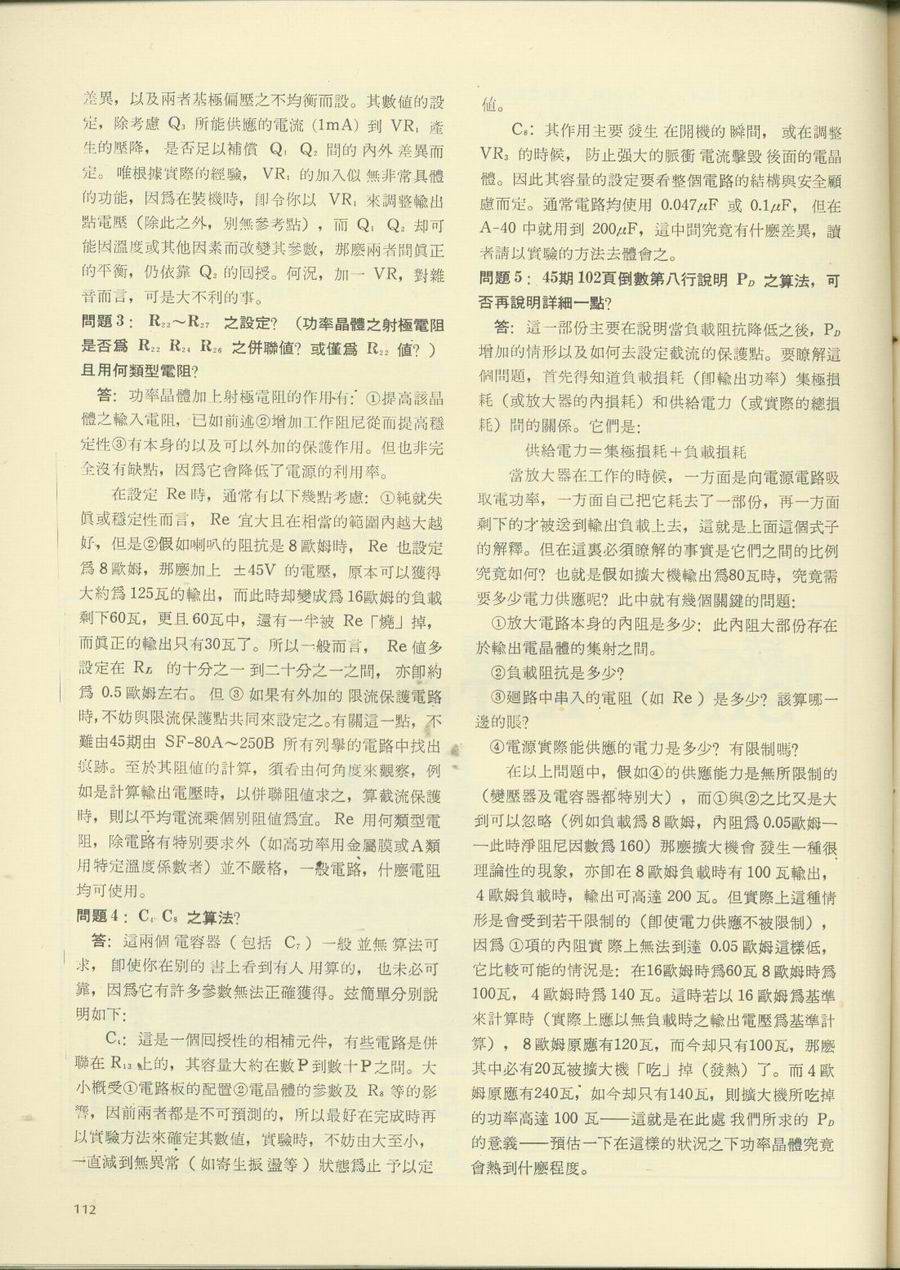 差異，以及兩者基極偏壓之不均衡而設。其數値的設
定，除考慮 Q₃ 所能供應的電流 (1mA) 到 VR₁ 產
生的壓降， 是否足以補償 Q₁ Q₂ 間的 內外 差異而
定。 唯根據實際的經驗， VR₁ 的加入似 無非常具體
的功能，因爲在裝機時，卽令你以 VR₁ 來調整輸出
點電壓（除此之外，別無參考點），而 Q₁ Q₂ 却可
能因溫度或其他因素而改變其參數，那麼兩者間眞正
的平衡，仍依靠 Q₂ 的囘授。何況，加一 VR，對雜
音而言，可是大不利的事。
問題 3： R₂₂～R₂₇ 之設定？（功率晶體之射極電阻
是否爲 R₂₂ R₂₄ R₂₆ 之併聯値？或僅爲 R₂₂ 値？）
且用何類型電阻？
答： 功率晶體加上射極電阻的作用有：①提高該晶
體之輸入電阻，已如前述②增加工作阻尼從而提高穩
定性③有本身的以及可以外加的保護作用。但也非完
全沒有缺點，因爲它會降低了電源的利用率。
在設定 Re 時，通常有以下幾點考慮：①純就失
眞或穩定性而言， Re 宜大且在相當的範圍內越大越
好，但是②假如喇叭的阻抗是 8 歐姆時， Re 也設定
爲 8 歐姆，那麼加上 ±45V 的電壓，原本可以獲得
大約爲 125瓦的輸出，而此時却變成爲 16歐姆的負載
剩下60瓦，更且 60瓦中，還有一半被 Re「燒」掉，
而眞正的輸出只有30瓦了。所以一般而言， Re 値多
設定在 RL 的十分之一 到二十分之一之間， 亦卽約
爲 0.5 歐姆左右。 但 ③ 如果有外加的 限流保護電路
時，不妨與限流保護點共同來設定之。有關這一點，不
難由45期由 SF-80A～250B 所有列舉的電路中找出
痕跡。至於其阻値的計算，須看由何角度來觀察，例
如是計算輸出電壓時，以併聯阻値求之，算截流保護
時，則以平均電流乘個別阻値爲宜。 Re 用何類型電
阻，除電路有特別要求外（如高功率用金屬膜或A類
用特定溫度係數者）並不嚴格，一般電路，什麼電阻
均可使用。
問題 4： C₄ C₈ 之算法？
答： 這兩個 電容器（包括 C₇）一般 並無 算法可
求， 卽使你在別的 書上看到有人 用算的， 也未必可
靠，因爲它有許多參數無法正確獲得。玆簡單分別說
明如下：
C₄： 這是一個囘授性的相補元件，有些電路是併
聯在 R₁₃ 上的，其容量大約在數P到數十P之間。大
小槪受①電路板的配置②電晶體的參數及 R₈ 等的影
響，因前兩者都是不可預測的，所以最好在完成時再
以實驗方法來確定其數値，實驗時，不妨由大至小，
一直減到無異常（如寄生振 盪等）狀態爲止 予以定
値。
C₈： 其作用主要 發生 在開機的 瞬間， 或在調整
VR₃ 的時候， 防止强大的脈衝 電流擊毀 後面的電晶
體。因此其容量的設定要看整個電路的結構與安全顧
慮而定。通常電路均使用 0.047μF 或 0.1μF， 但在
A-40 中就用到 200μF，這中間究竟有什麼差異，讀
者請以實驗的方法去體會之。
問題 5： 45期 102頁倒數第八行說明 PD 之算法，可
否再說明詳細一點？
答： 這一部份主要在說明當負載阻抗降低之後，PD
增加的情形以及如何去設定截流的保護點。要瞭解這
個問題，首先得知道負載損耗（卽輸出功率）集極損
耗（或放大器的內損耗）和供給電力（或實際的總損
耗）間的關係。它們是：
供給電力＝集極損耗＋負載損耗
當放大器在工作的時候，一方面是向電源電路吸
取電功率，一方面自己把它耗去了一部份，再一方面
剩下的才被送到輸出負載上去，這就是上面這個式子
的解釋。但在這裏必須瞭解的事實是它們之間的比例
究竟如何？也就是假如擴大機輸出爲80瓦時，究竟需
要多少電力供應呢？此中就有幾個關鍵的問題：
①放大電路本身的內阻是多少：此內阻大部份存在
於輸出電晶體的集射之間。
②負載阻抗是多少？
③廻路中串入的電阻（如 Re）是多少？該算哪一
邊的賬？
④電源實際能供應的電力是多少？有限制嗎？
在以上問題中，假如④的供應能力是無所限制的
（變壓器及電容器都特別大），而①與②之比又是大
到可以忽略（例如負載爲 8 歐姆，內阻爲 0.05歐姆—
—此時淨阻尼因數爲 160）那麼擴大機會 發生一種很
理論性的現象，亦卽在 8 歐姆負載時有 100 瓦輸出，
4 歐姆負載時，輸出可高達 200 瓦。但實際上這種情
形是會受到若干限制的（卽使電力供應不被限制），
因爲 ①項的內阻實 際上無法到達 0.05 歐姆這樣低，
它比較可能的情況是：在16歐姆時爲60瓦 8 歐姆時爲
100瓦， 4 歐姆時爲 140 瓦。這時若以 16 歐姆爲基準
來計算時（實際上應以無負載時之輸出電壓爲基準計
算），8 歐姆原應有120瓦，而今却只有100瓦，那麼
其中必有20瓦被擴大機「吃」掉（發熱）了。而 4 歐
姆原應有240瓦，如今却只有140瓦，則擴大機所吃掉
的功率高達 100 瓦——這就是在此處 我們所求的 PD
的意義——預估一下在這樣的狀況之下功率晶體究竟
會熱到什麼程度。
112